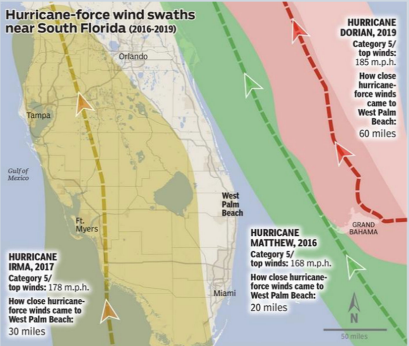 Hurricane-force wind swaths
near South Florida (2016-2019)
HURRICANE
DORIAN, 2019
Category 5/
top winds:
185 m.p.h.
How close
hurricane-
force winds
came to
West Palm
Beach:
60 miles
Orlando
Tampa
Gulf of
Mexico
Ft.
Myers
West
Palm
Beach
GRAND
BAHAMA
HURRICANE
MATTHEW, 2016
Category 5/
top winds: 168 m.p.h.
How close hurricane-
force winds came to
West Palm Beach:
20 miles
HURRICANE
IRMA, 2017
Category 5/
top winds: 178 m.p.h.
How close hurricane-
force winds came to
West Palm Beach:
30 miles
Miami
N
50 miles